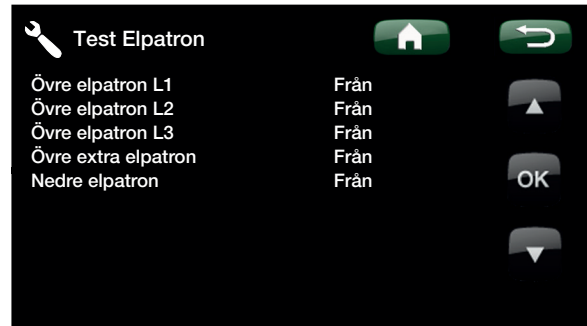 Test Elpatron
Övre elpatron L1 Från
Övre elpatron L2 Från
Övre elpatron L3 Från
Övre extra elpatron Från
Nedre elpatron Från
OK